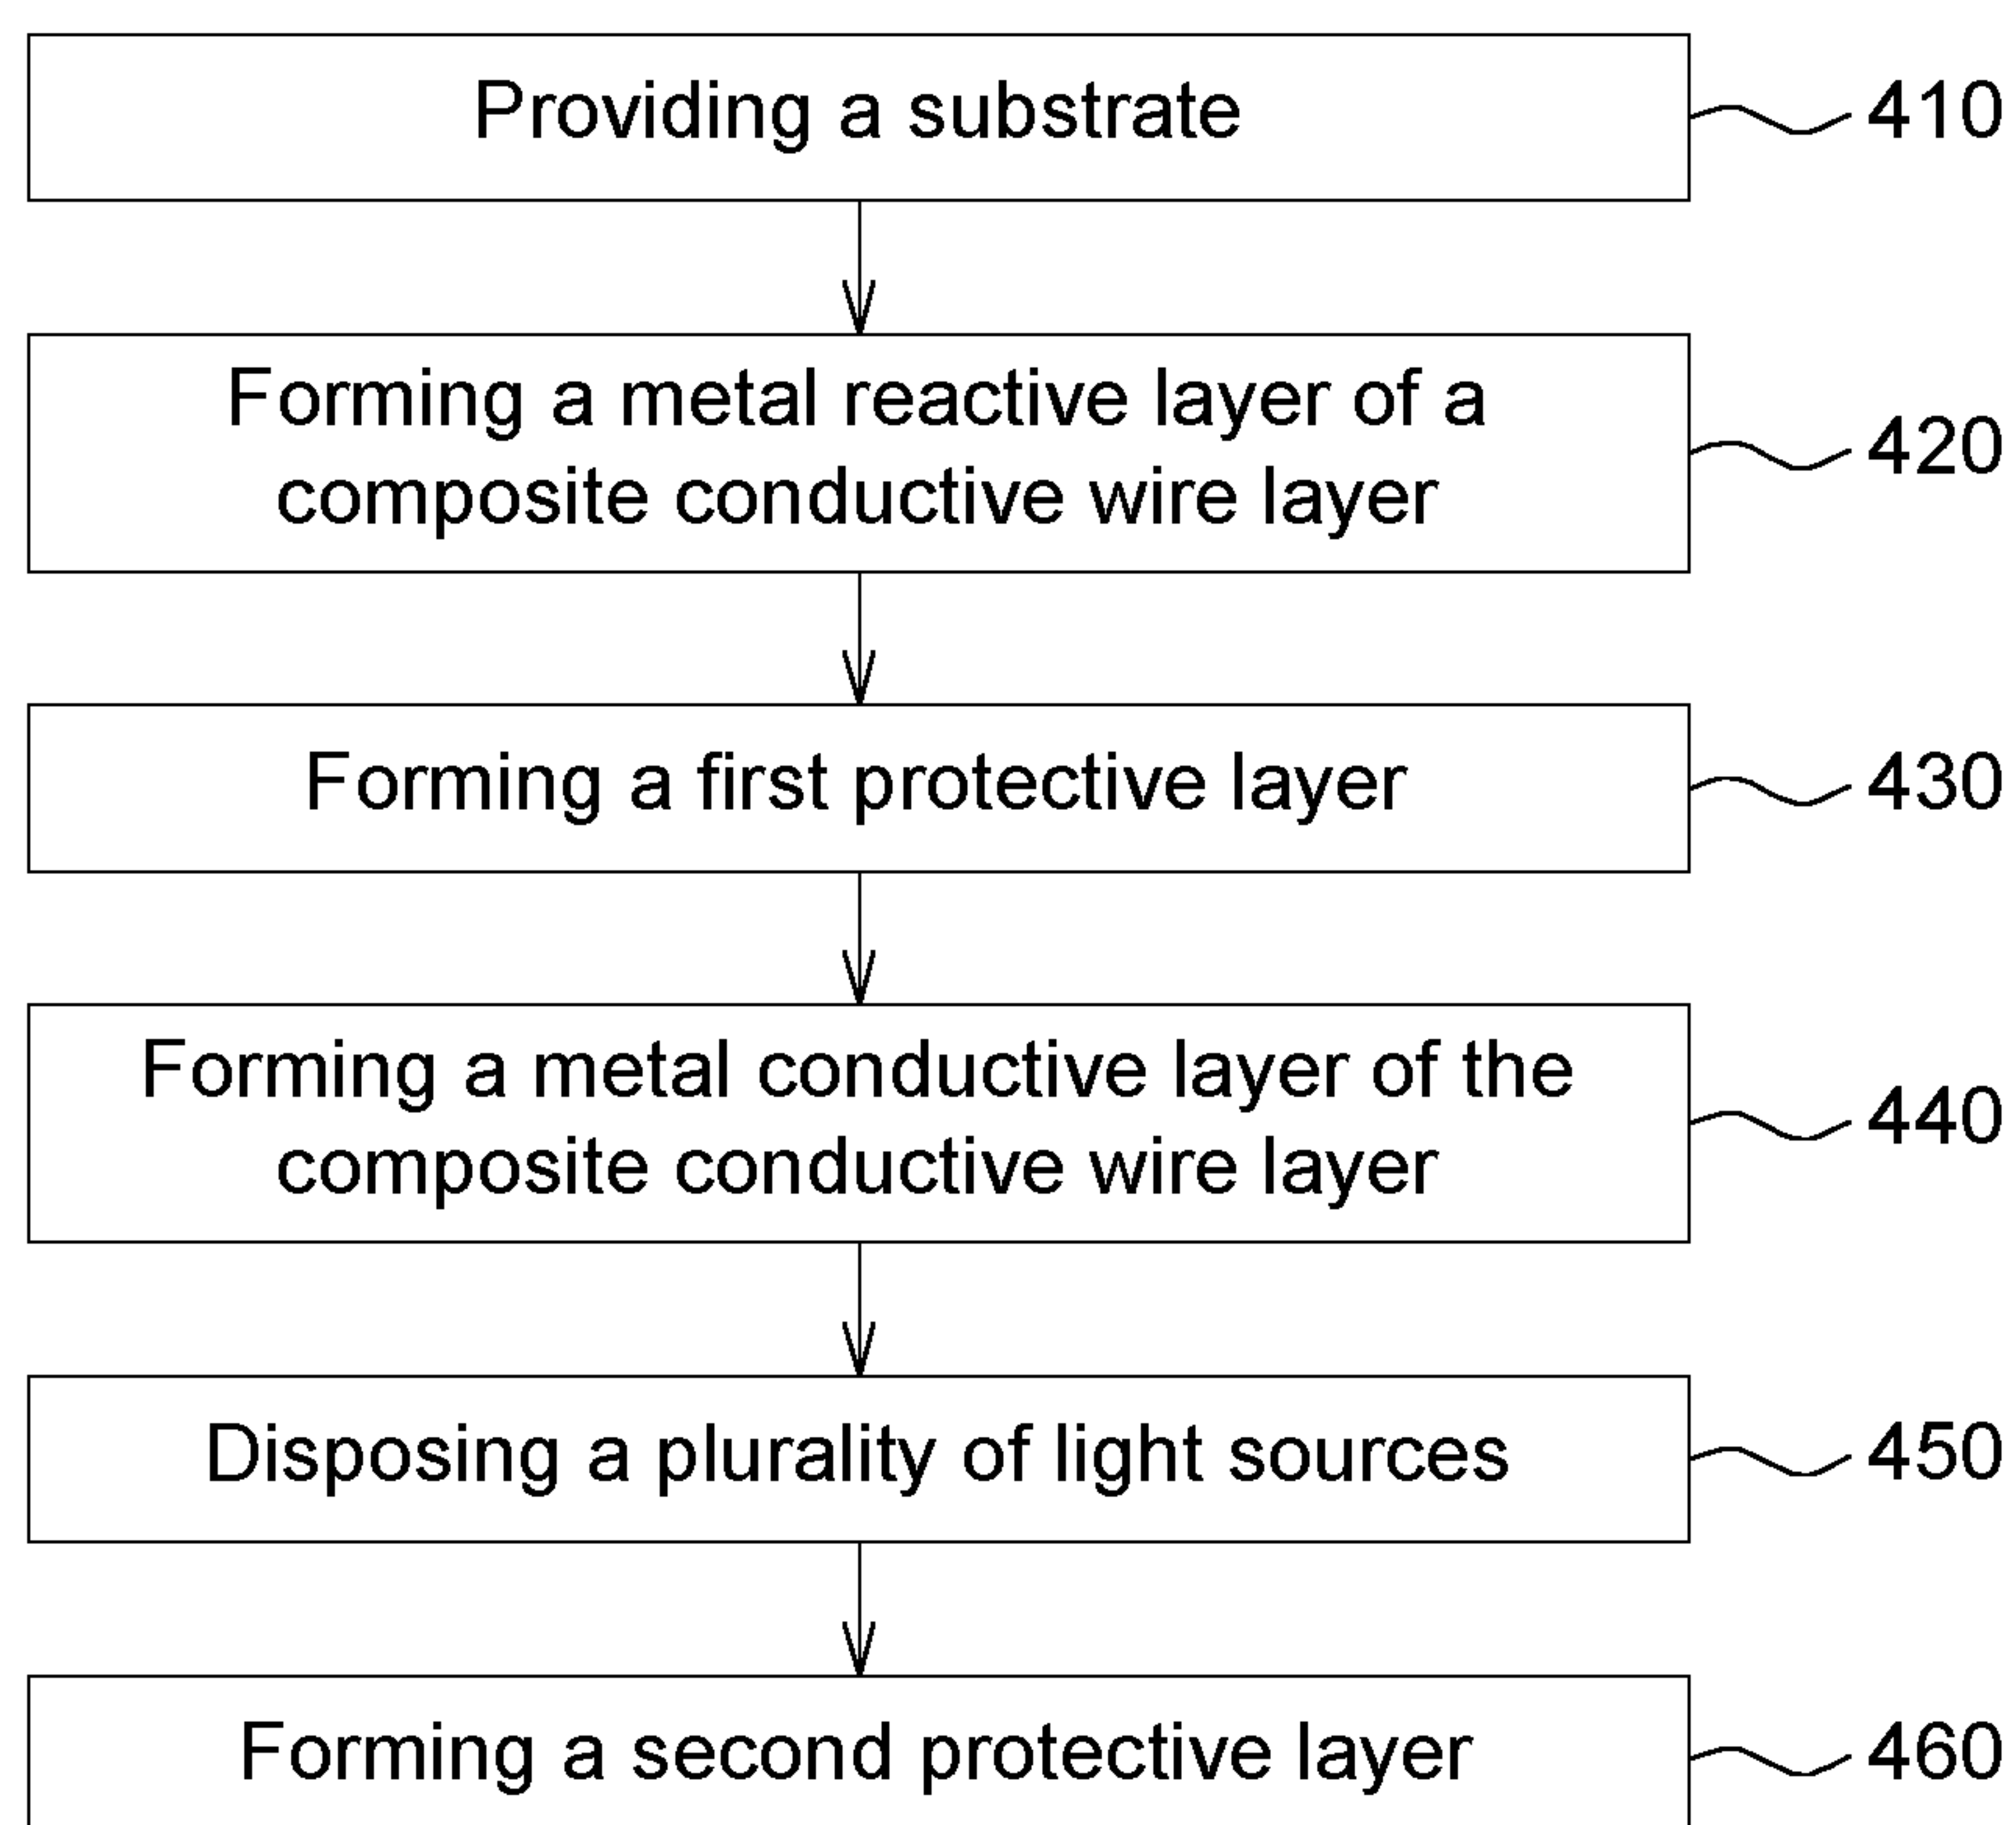 Providing a substrate
410
Forming a metal reactive layer of a
composite conductive wire layer
420
Forming a first protective layer
430
Forming a metal conductive layer of the
composite conductive wire layer
440
Disposing a plurality of light sources
450
Forming a second protective layer
460